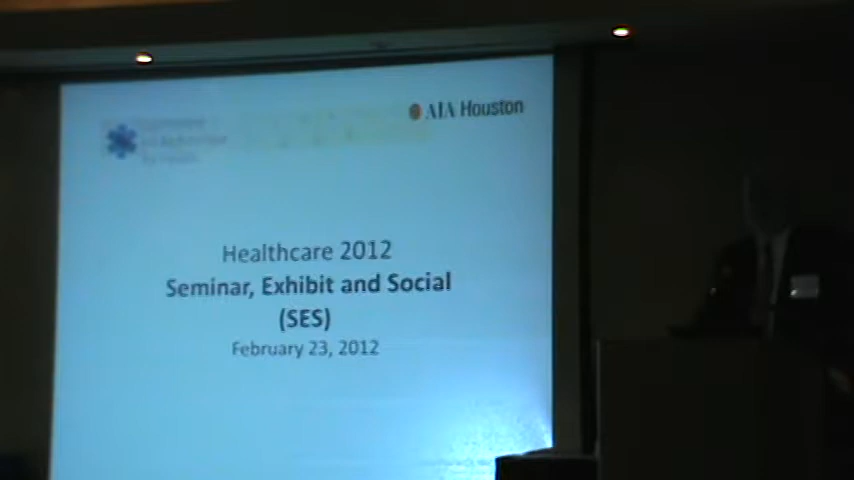 AIA Houston
Healthcare 2012
Seminar, Exhibit and Social
(SES)
February 23, 2012